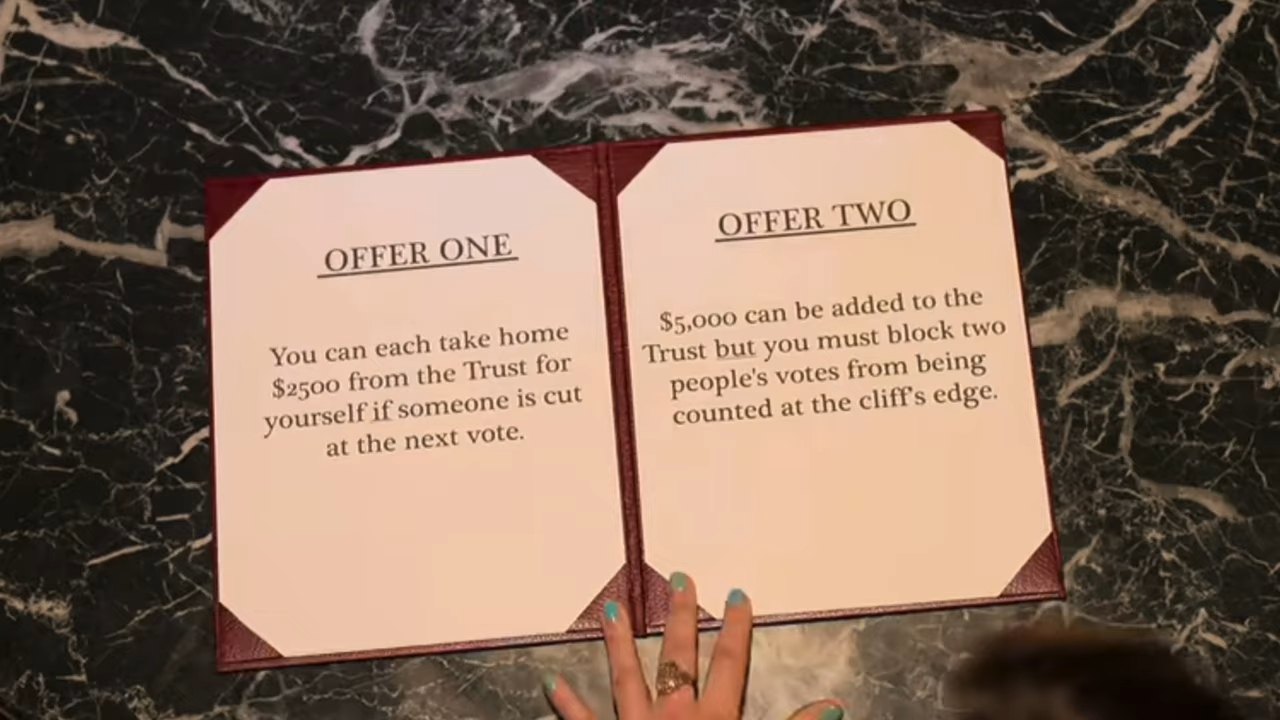 OFFER ONE
You can each take home
$2500 from the Trust for
yourself if someone is cut
at the next vote.
OFFER TWO
$5,000 can be added to the
Trust but you must block two
people's votes from being
counted at the cliff's edge.